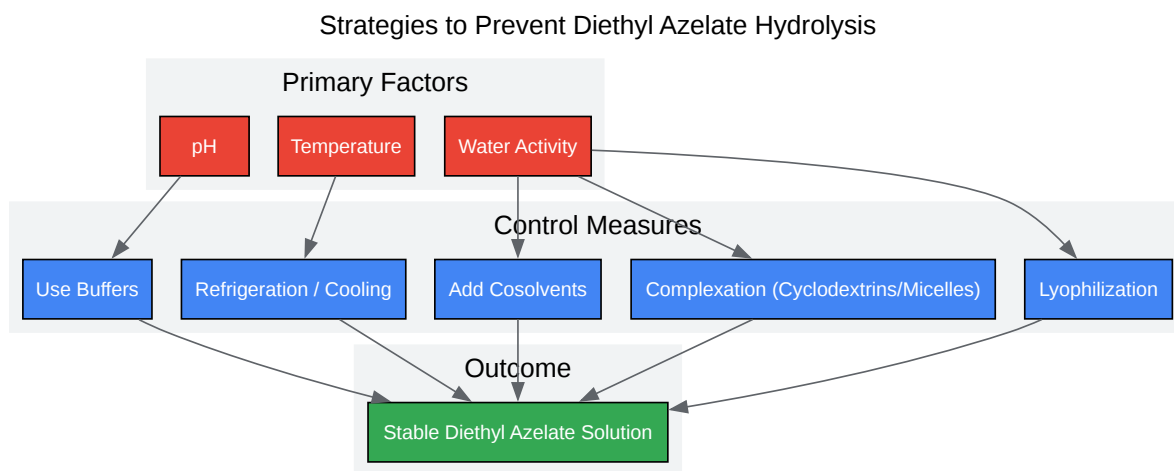 Strategies to Prevent Diethyl Azelate Hydrolysis
Primary Factors
pH
Temperature
Water Activity
Control Measures
Use Buffers
Refrigeration / Cooling
Add Cosolvents
Complexation (Cyclodextrins/Micelles)
Lyophilization
Outcome
Stable Diethyl Azelate Solution